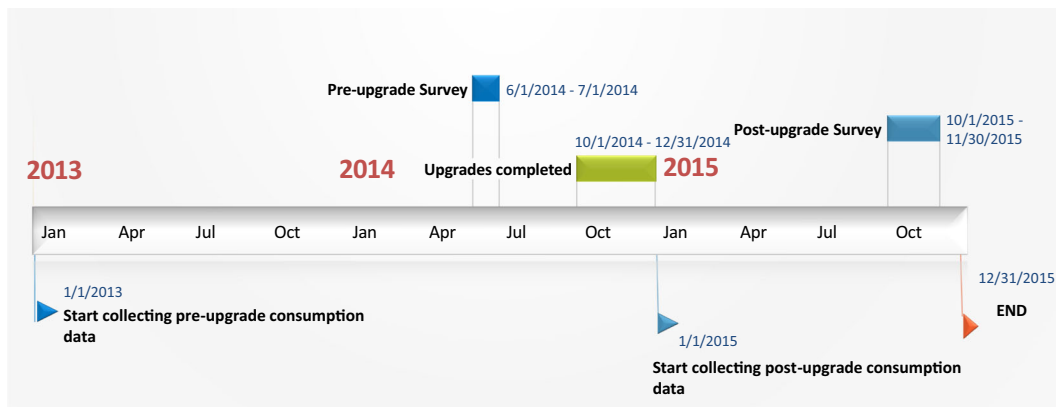 Pre-upgrade Survey
6/1/2014 - 7/1/2014
10/1/2015 -
11/30/2015
Post-upgrade Survey
10/1/2014 - 12/31/2014
2013
2014
Upgrades completed
2015
Jan Apr Jul Oct Jan Apr Jul Oct Jan Apr Jul Oct
1/1/2013
Start collecting pre-upgrade consumption
data
12/31/2015
END
1/1/2015
Start collecting post-upgrade consumption
data